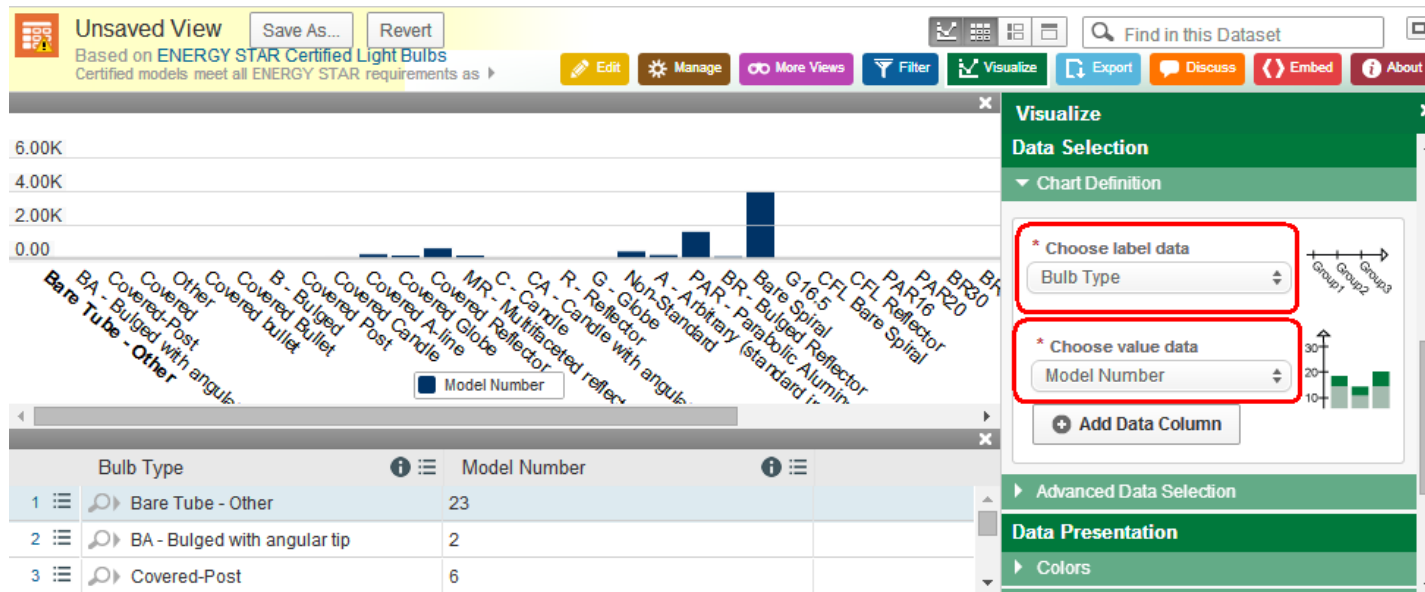 Unsaved View
Save As...
Revert
Find in this Dataset
Based on ENERGY STAR Certified Light Bulbs
Certified models meet all ENERGY STAR requirements as
Edit
Manage
More Views
Filter
Visualize
Export
Discuss
Embed
About
6.00K
4.00K
2.00K
0.00
Bare Tube - Other
BA - Bulged with angular
Covered-Post
Covered
Other
Covered bullet
Covered Bullet
B - Bulged
Covered Post
Covered Candle
Covered A-line
Covered Globe
Covered Reflector
MR - Multifaceted reflec
C - Candle
CA - Candle with angula
R - Reflector
G - Globe
Non-Standard
A - Arbitrary (standard in
PAR - Parabolic Alumin
BR - Bulged Reflector
Bare Spiral
G16.5
CFL Bare Spiral
CFL Reflector
PAR16
PAR20
BR30
BR
Model Number
Bulb Type
Model Number
1
Bare Tube - Other
23
2
BA - Bulged with angular tip
2
3
Covered-Post
6
Visualize
Data Selection
Chart Definition
* Choose label data
Bulb Type
Group1
Group2
Group3
* Choose value data
Model Number
30
20
10
Add Data Column
Advanced Data Selection
Data Presentation
Colors